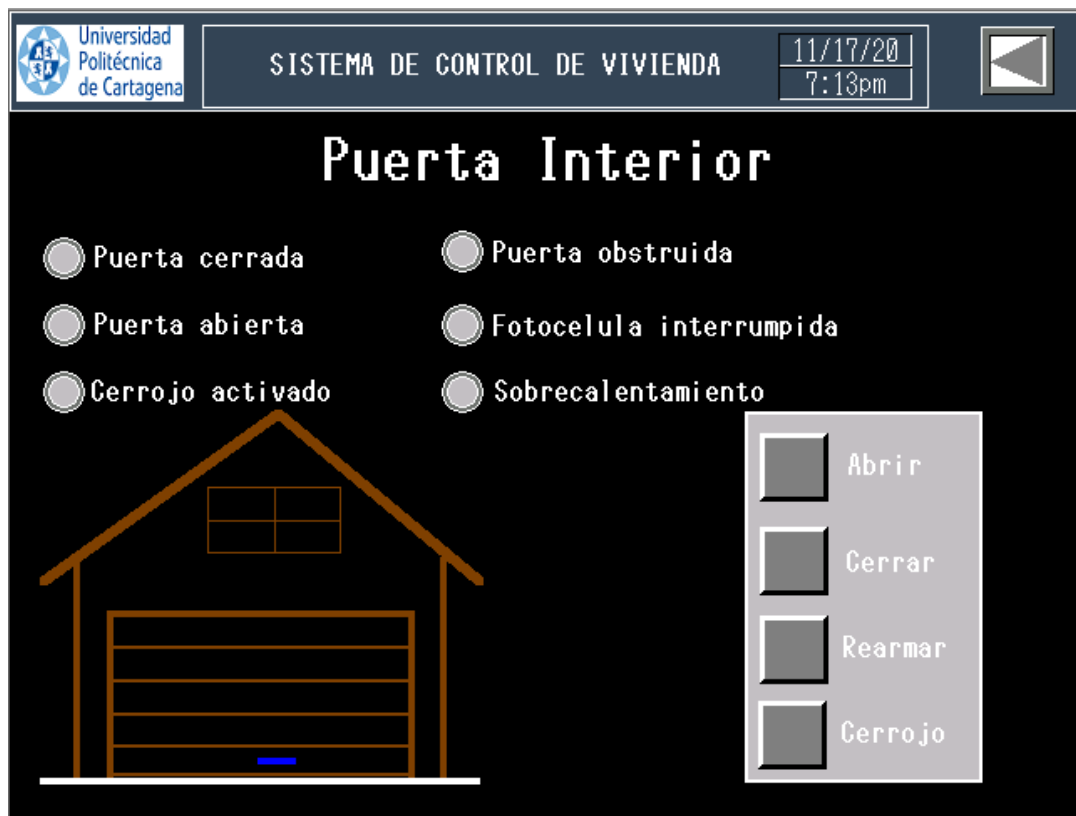 Universidad
Politécnica
de Cartagena
SISTEMA DE CONTROL DE VIVIENDA
11/17/20
7:13pm
Puerta Interior
Puerta cerrada
Puerta obstruida
Puerta abierta
Fotocelula interrumpida
Cerrojo activado
Sobrecalentamiento
Abrir
Cerrar
Rearmar
Cerrojo